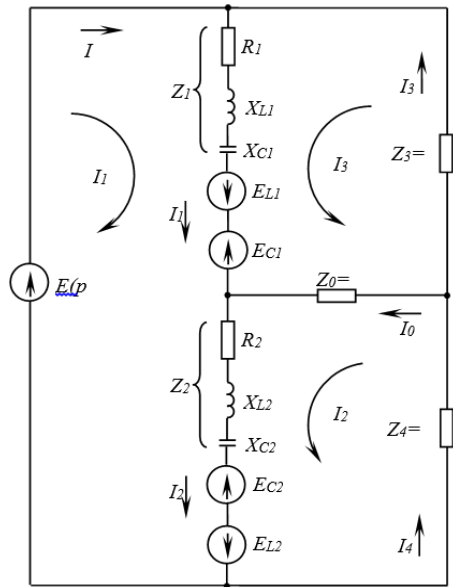 I
R1
Z1
XL1
XC1
I3
Z3=
I1
I3
I1
EL1
EC1
E(p
Z0=
I0
R2
Z2
XL2
XC2
I2
Z4=
I2
EC2
EL2
I4